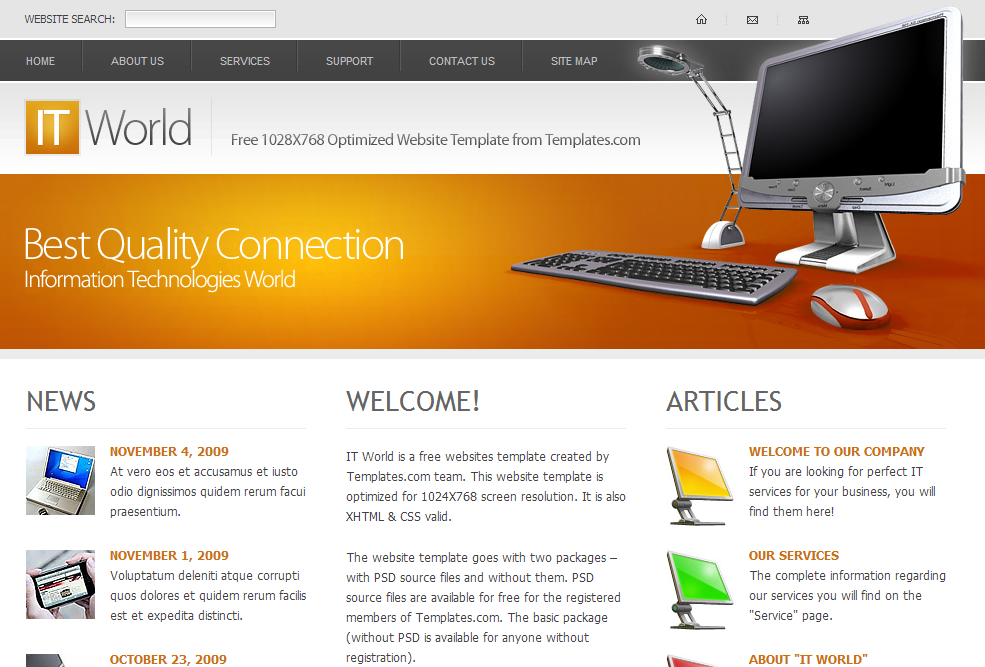 WEBSITE SEARCH:
HOME
ABOUT US
SERVICES
SUPPORT
CONTACT US
SITE MAP
IT World
Free 1028X768 Optimized Website Template from Templates.com
Best Quality Connection
Information Technologies World
NEWS
NOVEMBER 4, 2009
At vero eos et accusamus et iusto
odio dignissimos quidem rerum facui
praesentium.
NOVEMBER 1, 2009
Voluptatum deleniti atque corrupti
quos dolores et quidem rerum facilis
est et expedita distincti.
OCTOBER 23, 2009
WELCOME!
IT World is a free websites template created by
Templates.com team. This website template is
optimized for 1024X768 screen resolution. It is also
XHTML & CSS valid.
The website template goes with two packages –
with PSD source files and without them. PSD
source files are available for free for the registered
members of Templates.com. The basic package
(without PSD is available for anyone without
registration).
ARTICLES
WELCOME TO OUR COMPANY
If you are looking for perfect IT
services for your business, you will
find them here!
OUR SERVICES
The complete information regarding
our services you will find on the
"Service" page.
ABOUT "IT WORLD"